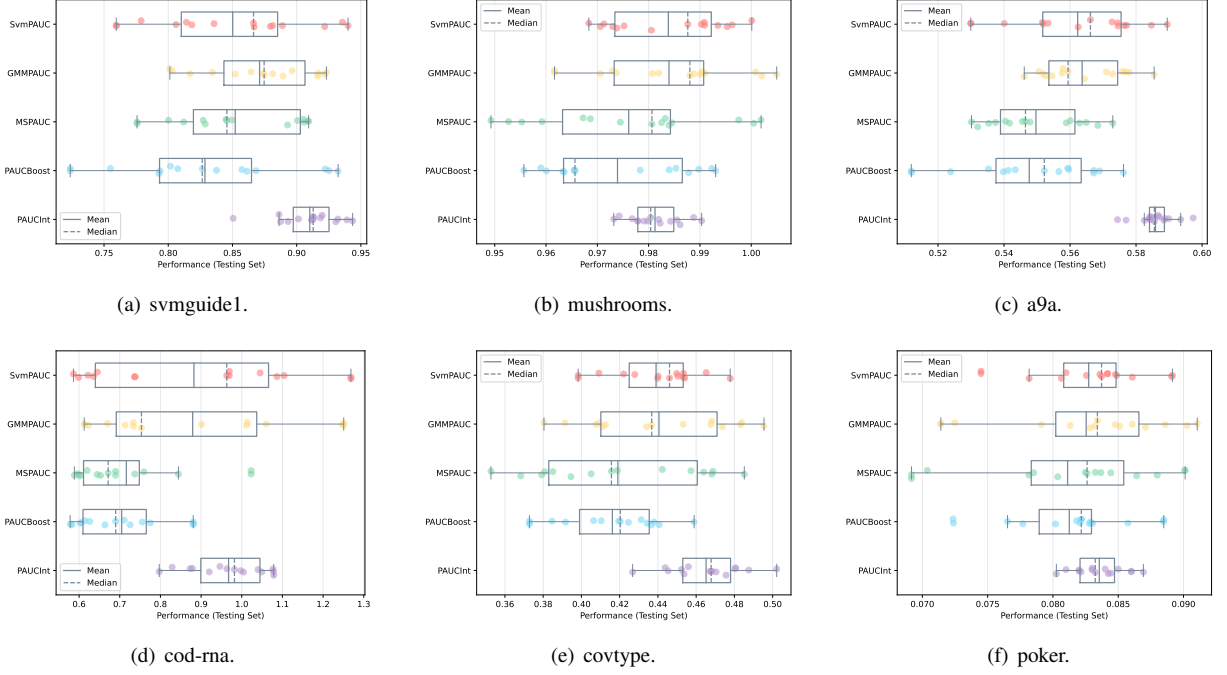 SvmPAUC
GMMPAUC
MSPAUC
PAUCBoost
PAUCInt
Mean
Median
0.75 0.80 0.85 0.90 0.95
Performance (Testing Set)
(a) svmguide1.
SvmPAUC
GMMPAUC
MSPAUC
PAUCBoost
PAUCInt
Mean
Median
0.95 0.96 0.97 0.98 0.99 1.00
Performance (Testing Set)
(b) mushrooms.
SvmPAUC
GMMPAUC
MSPAUC
PAUCBoost
PAUCInt
Mean
Median
0.52 0.54 0.56 0.58 0.60
Performance (Testing Set)
(c) a9a.
SvmPAUC
GMMPAUC
MSPAUC
PAUCBoost
PAUCInt
Mean
Median
0.6 0.7 0.8 0.9 1.0 1.1 1.2 1.3
Performance (Testing Set)
(d) cod-rna.
SvmPAUC
GMMPAUC
MSPAUC
PAUCBoost
PAUCInt
Mean
Median
0.36 0.38 0.40 0.42 0.44 0.46 0.48 0.50
Performance (Testing Set)
(e) covtype.
SvmPAUC
GMMPAUC
MSPAUC
PAUCBoost
PAUCInt
Mean
Median
0.070 0.075 0.080 0.085 0.090
Performance (Testing Set)
(f) poker.